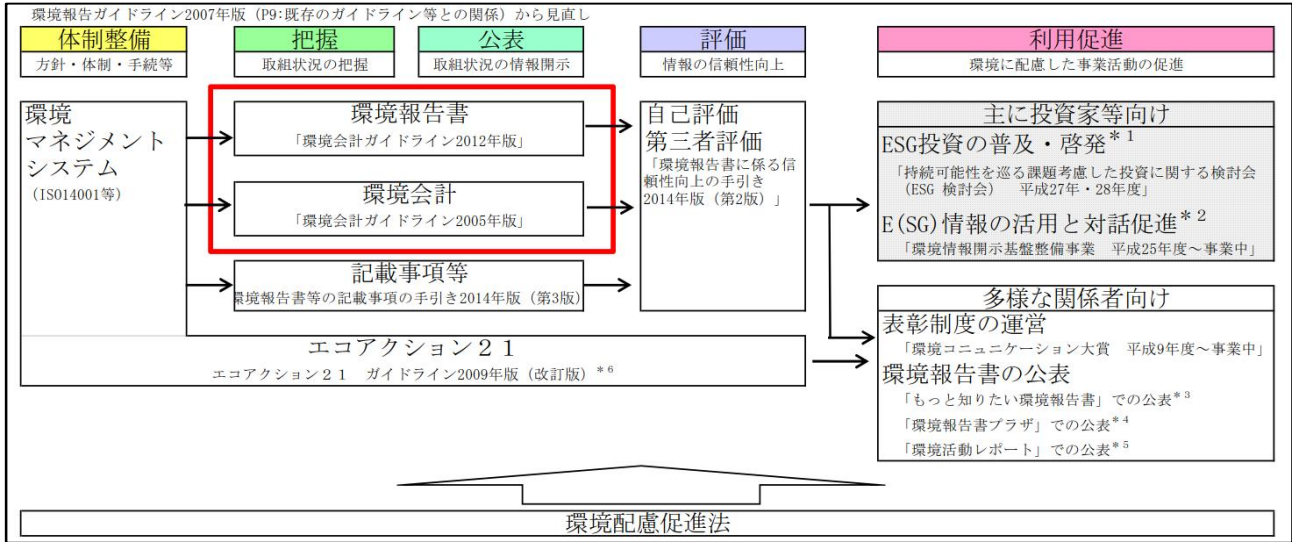 環境報告ガイドライン2007年版（P9:既存のガイドライン等との関係）から見直し
体制整備
方針・体制・手続等
把握
取組状況の把握
公表
取組状況の情報開示
評価
情報の信頼性向上
利用促進
環境に配慮した事業活動の促進
環境
マネジメント
システム
（ISO14001等）
環境報告書
「環境会計ガイドライン2012年版」
環境会計
「環境会計ガイドライン2005年版」
記載事項等
環境報告書等の記載事項の手引き2014年版（第3版）
自己評価
第三者評価
「環境報告書に係る信
頼性向上の手引き
2014年版（第2版）」
主に投資家等向け
ESG投資の普及・啓発＊1
「持続可能性を巡る課題考慮した投資に関する検討会
（ESG 検討会）　平成27年・28年度」
E(SG)情報の活用と対話促進＊2
「環境情報開示基盤整備事業　平成25年度～事業中」
多様な関係者向け
表彰制度の運営
「環境コニュニケーション大賞　平成9年度～事業中」
環境報告書の公表
「もっと知りたい環境報告書」での公表＊3
「環境報告書プラザ」での公表＊4
「環境活動レポート」での公表＊5
エコアクション２１
エコアクション２１　ガイドライン2009年版（改訂版）＊6
環境配慮促進法